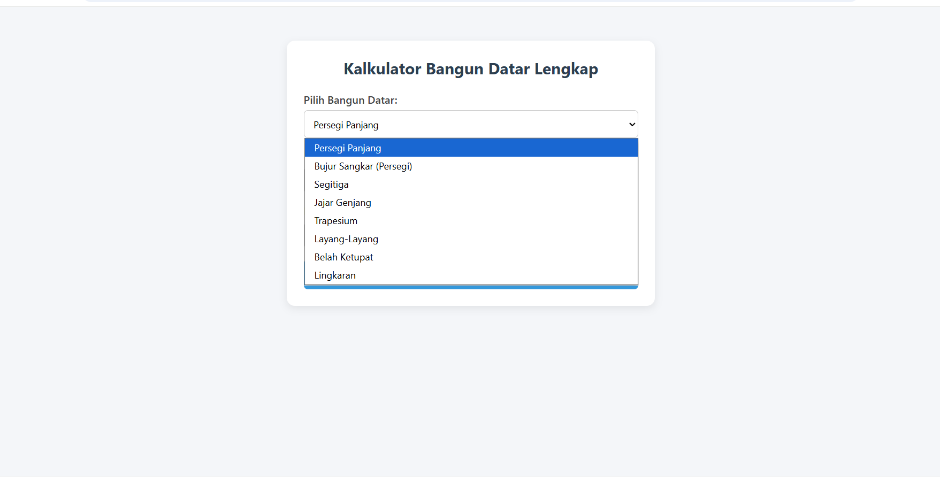 Kalkulator Bangun Datar Lengkap
Pilih Bangun Datar:
Persegi Panjang
Persegi Panjang
Bujur Sangkar (Persegi)
Segitiga
Jajar Genjang
Trapesium
Layang-Layang
Belah Ketupat
Lingkaran